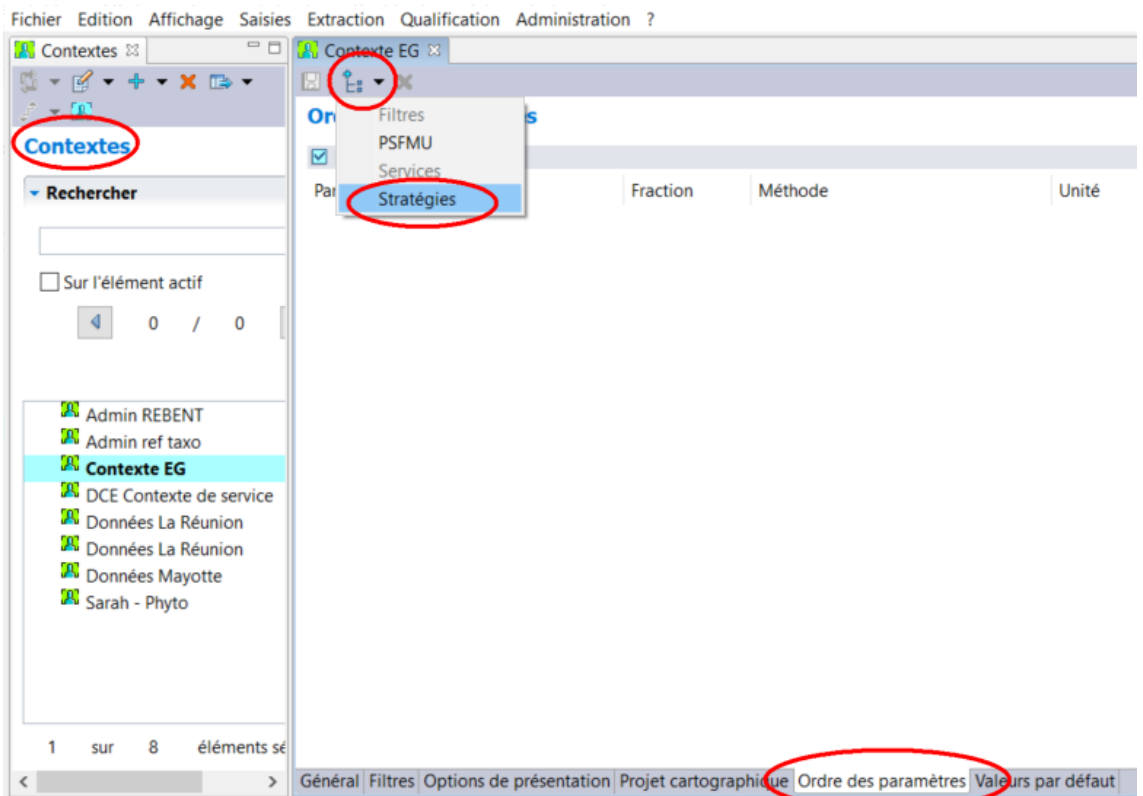 Fichier Edition Affichage Saisies Extraction Qualification Administration ?
Contextes
Contexte EG
Contextes
Rechercher
Sur l'élément actif
0 / 0
Admin REBENT
Admin ref taxo
Contexte EG
DCE Contexte de service
Données La Réunion
Données La Réunion
Données Mayotte
Sarah - Phyto
1 sur 8 éléments sé
Or s
Filtres
PSFMU
Services
Stratégies
Par Fraction Méthode Unité
Général Filtres Options de présentation Projet cartographique Ordre des paramètres Valeurs par défaut